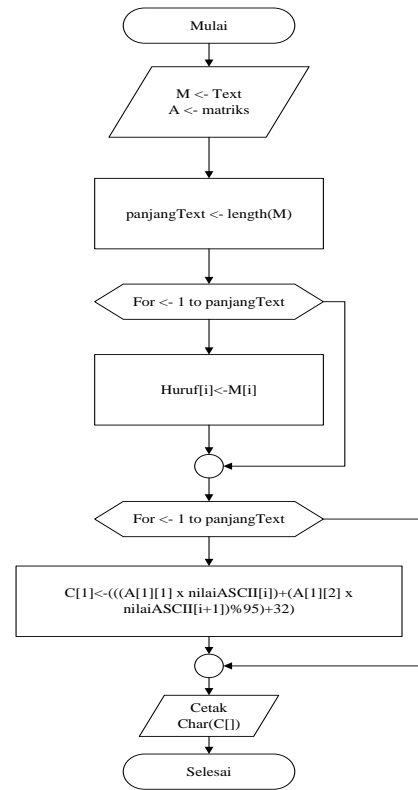 Mulai
M <- Text
A <- matriks
panjangText <- length(M)
For <- 1 to panjangText
Huruf[i]<-M[i]
For <- 1 to panjangText
C[1]<-(((A[1][1] x nilaiASCII[i])+(A[1][2] x
nilaiASCII[i+1])%95)+32)
Cetak
Char(C[])
Selesai